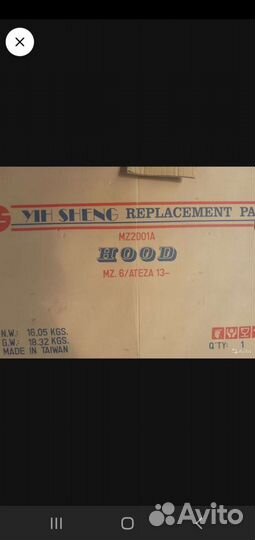 YIH SHENG REPLACEMENT PA
MZ2001A
HOOD
MZ. 6/ATEZA 13-
N.W.: 16.05 KGS.
G.W.: 18.32 KGS.
MADE IN TAIWAN
Q'TY: 1
Avito